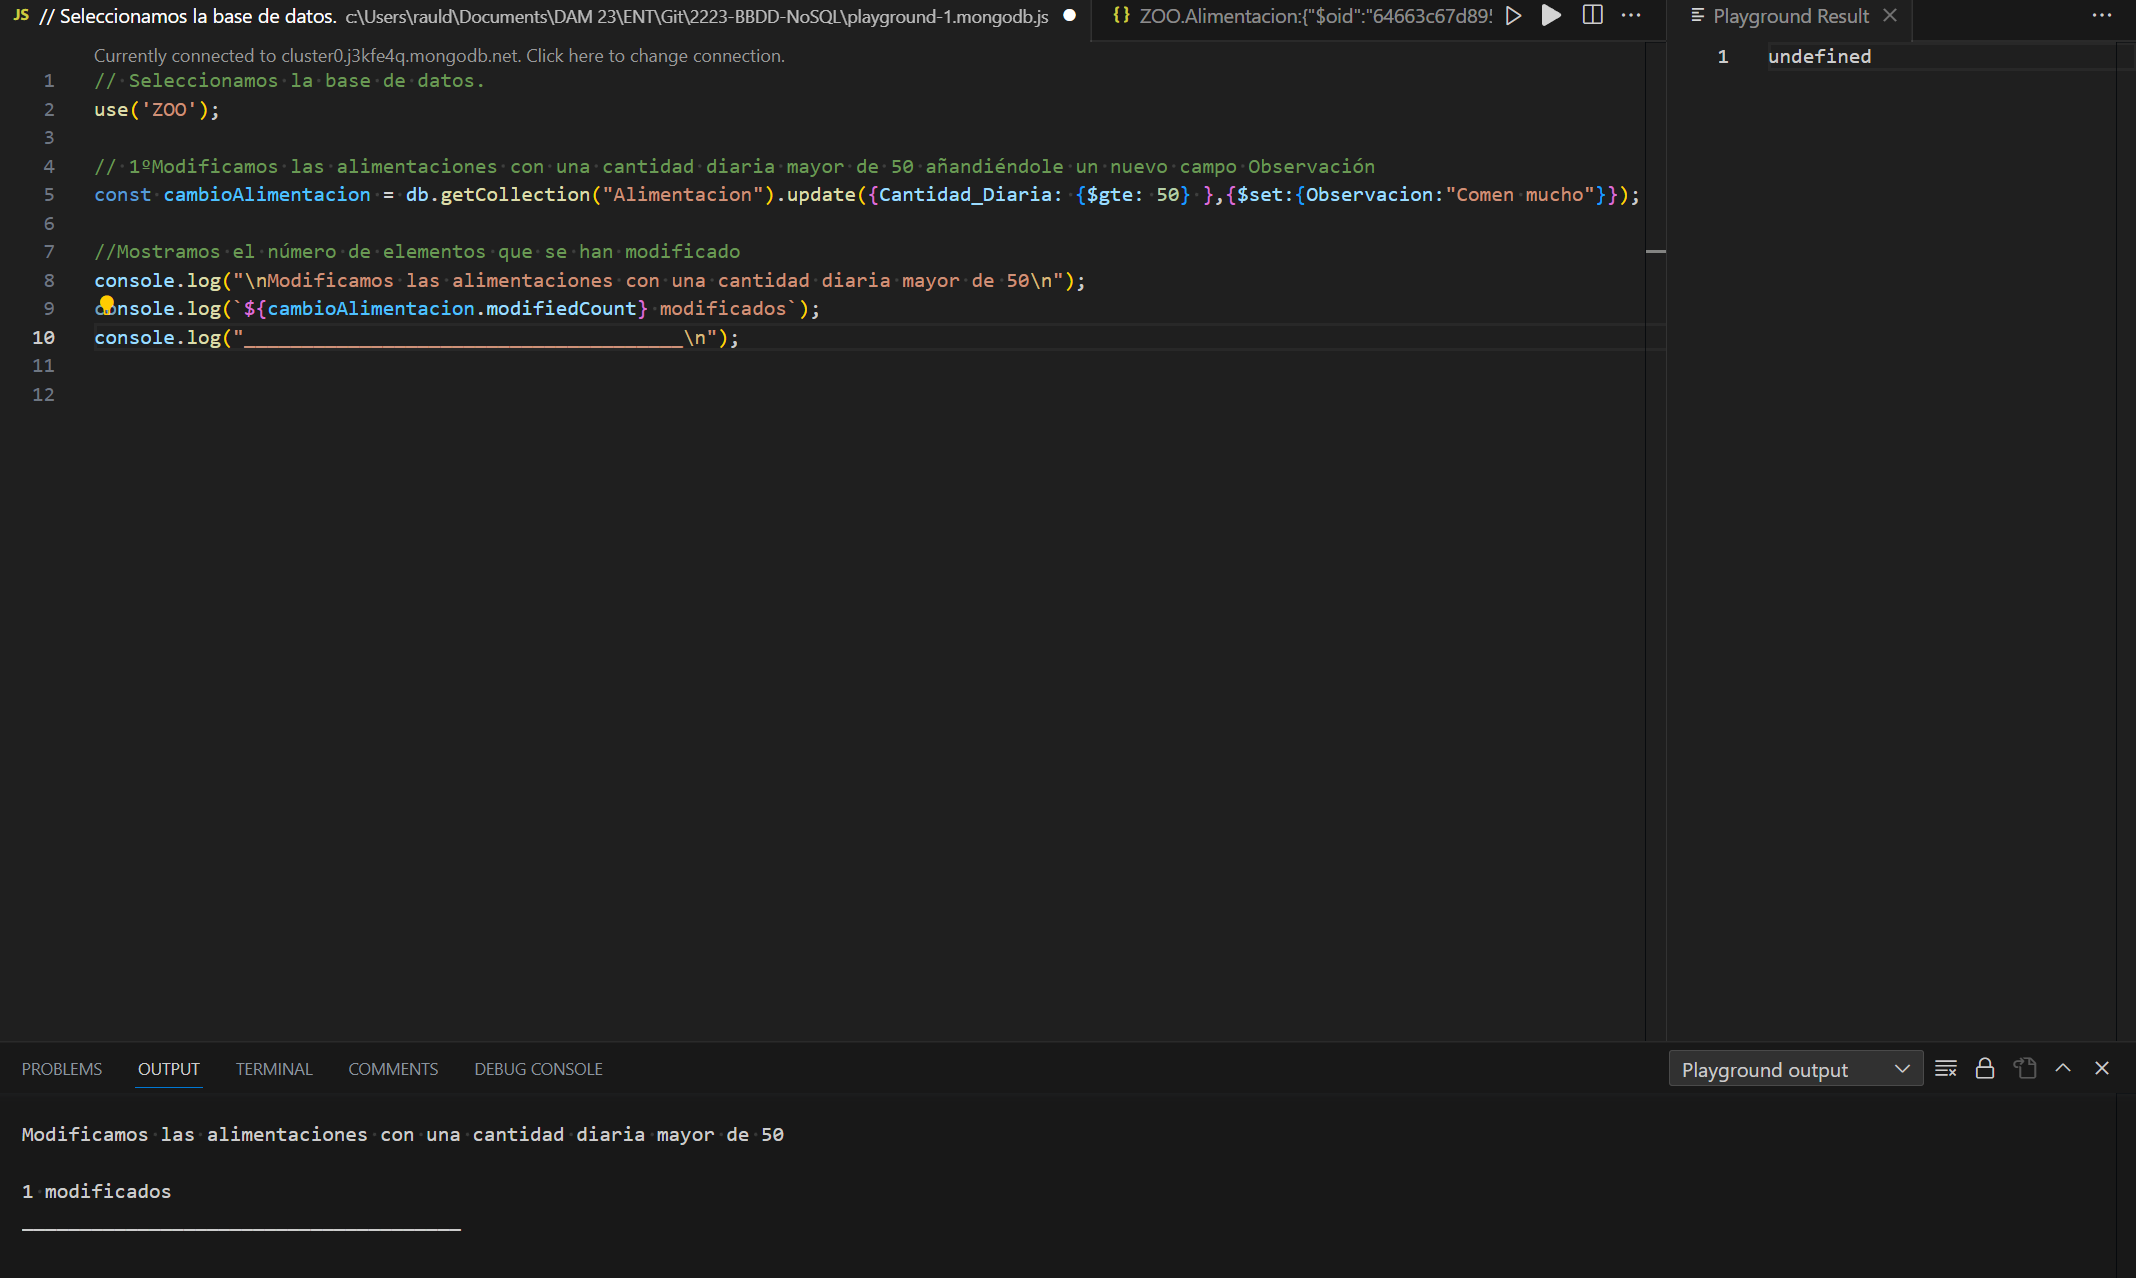 JS // Seleccionamos la base de datos. c:\Users\rauld\Documents\DAM 23\ENT\Git\2223-BBDD-NoSQL\playground-1.mongodb.js
{} ZOO.Alimentacion:{"$oid":"64663c67d895
Playground Result
Currently connected to cluster0.j3kfe4q.mongodb.net. Click here to change connection.
1 // Seleccionamos la base de datos.
2 use('ZOO');
3
4 // 1ºModificamos las alimentaciones con una cantidad diaria mayor de 50 añandiéndole un nuevo campo Observación
5 const cambioAlimentacion = db.getCollection("Alimentacion").update({Cantidad_Diaria: {$gte: 50} },{$set:{Observacion:"Comen mucho"}});
6
7 //Mostramos el número de elementos que se han modificado
8 console.log("\nModificamos las alimentaciones con una cantidad diaria mayor de 50\n");
9 console.log(`${cambioAlimentacion.modifiedCount} modificados`);
10 console.log("______________________________________\n");
11
12
1 undefined
PROBLEMS OUTPUT TERMINAL COMMENTS DEBUG CONSOLE
Playground output
Modificamos las alimentaciones con una cantidad diaria mayor de 50
1 modificados
______________________________________